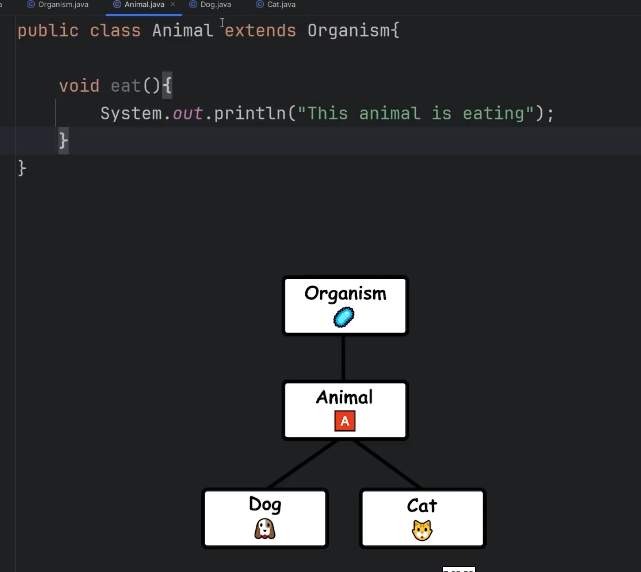 Organism.java Animal.java Dog.java Cat.java
public class Animal extends Organism{
void eat(){
System.out.println("This animal is eating");
}
}
Organism
Animal
A
Dog
Cat